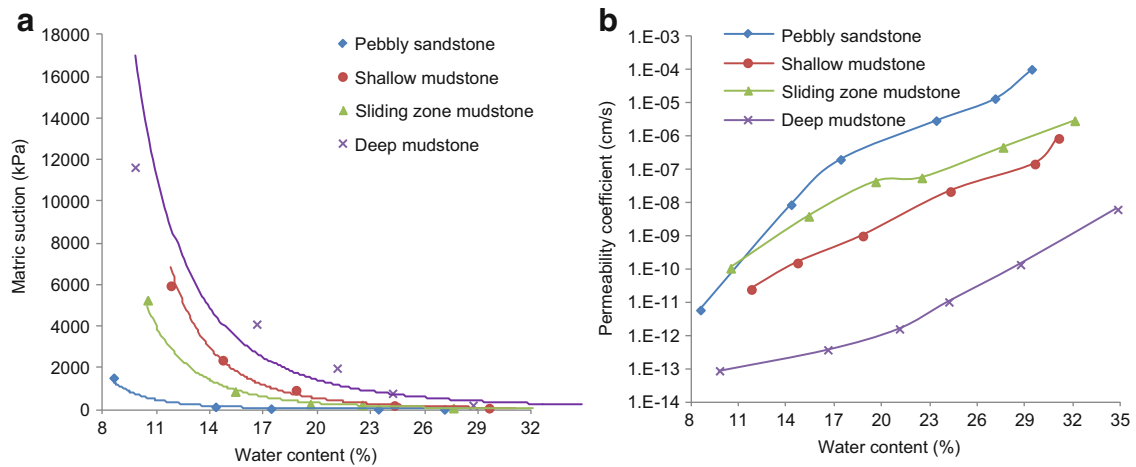 a
18000
16000
14000
12000
10000
8000
6000
4000
2000
0
Matric suction (kPa)
Pebbly sandstone
Shallow mudstone
Sliding zone mudstone
Deep mudstone
8 11 14 17 20 23 26 29 32
Water content (%)
b
1.E-03
1.E-04
1.E-05
1.E-06
1.E-07
1.E-08
1.E-09
1.E-10
1.E-11
1.E-12
1.E-13
1.E-14
Permeability coefficient (cm/s)
Pebbly sandstone
Shallow mudstone
Sliding zone mudstone
Deep mudstone
8 11 14 17 20 23 26 29 32 35
Water content (%)